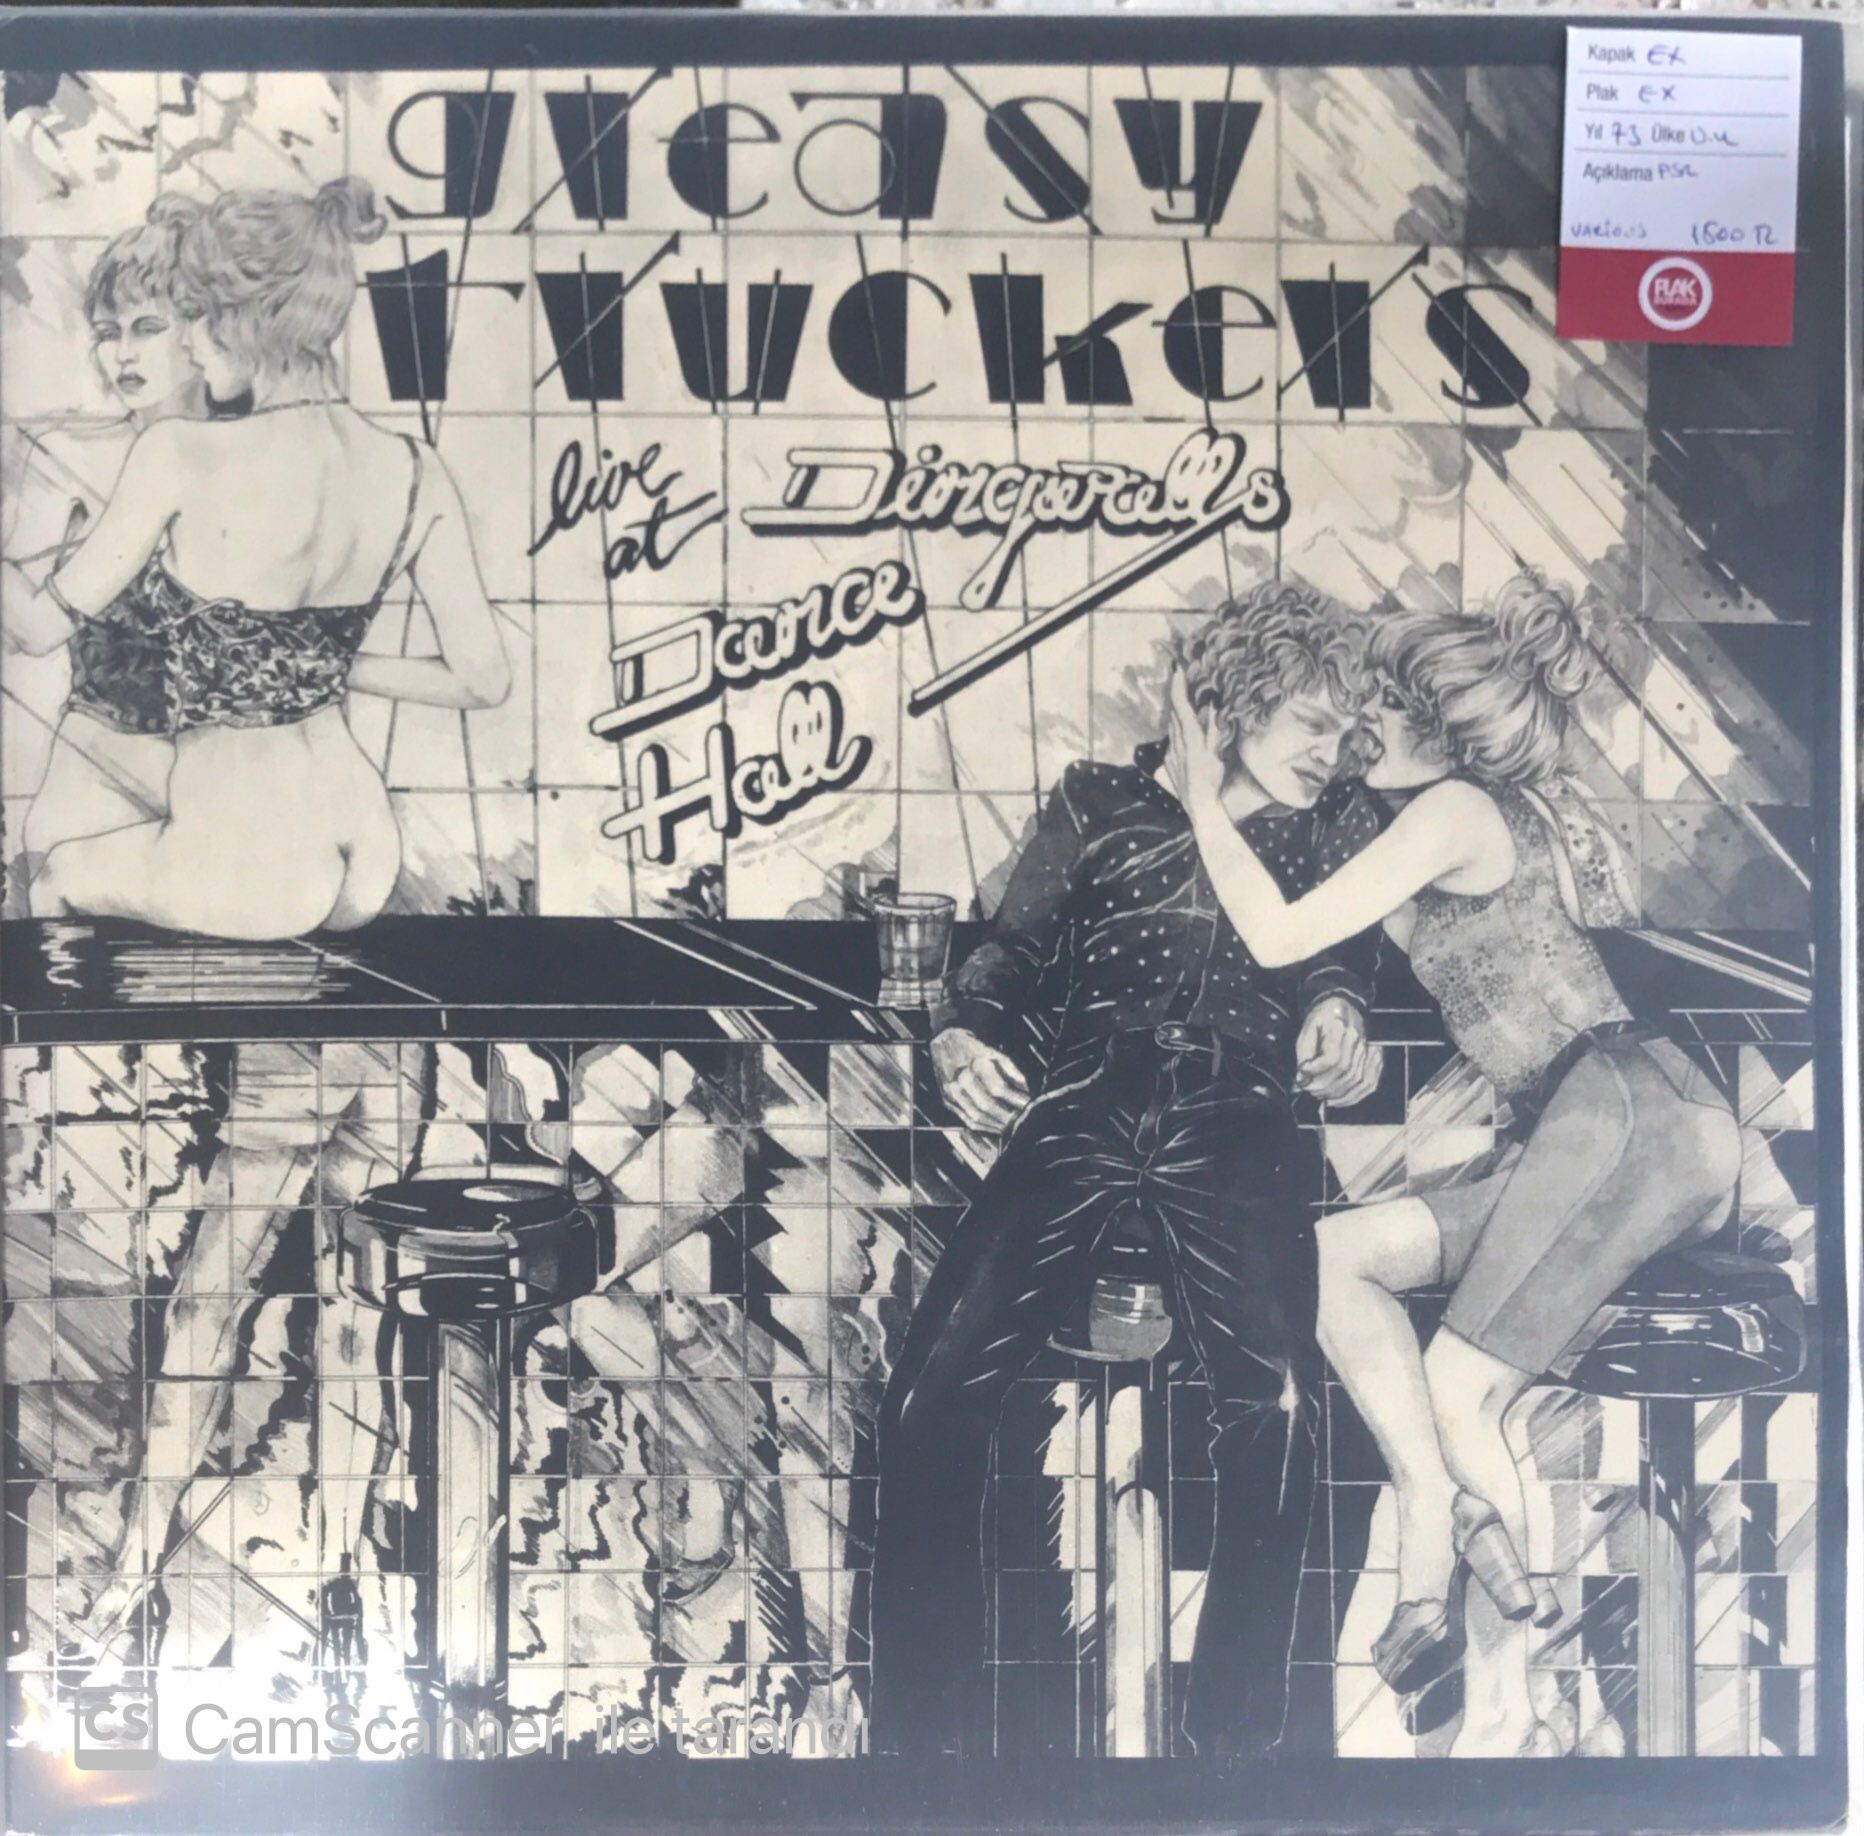 greasy
truckers
live
at
Dingwalls
Dance
Hall
Kapak EX
Plak EX
Yıl 73 Ülke U.K
Açıklama PSR
VARIOUS 1500 TL
PLAK
CS CamScanner ile tarandı